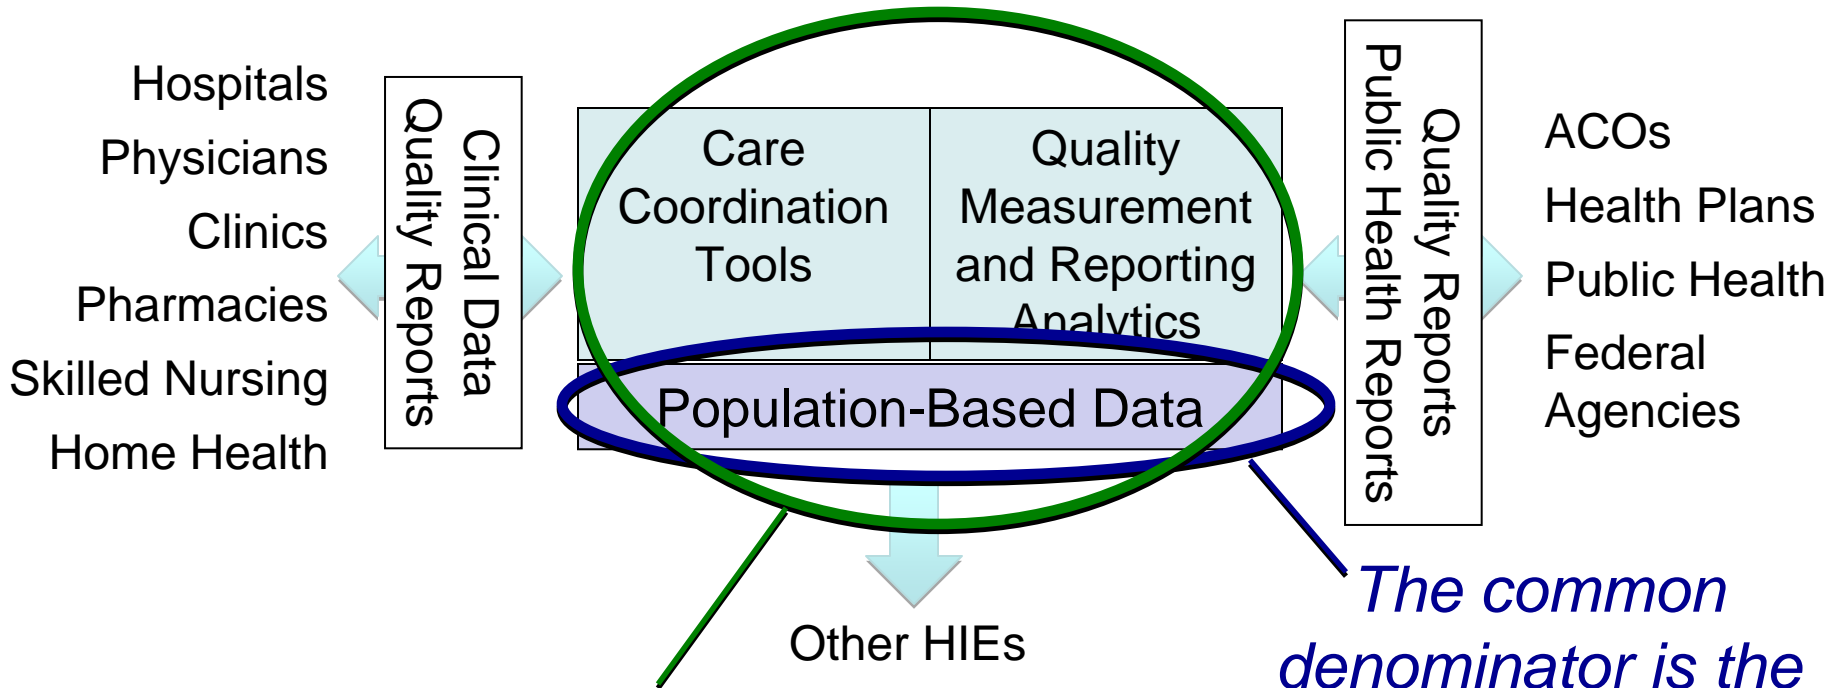 Hospitals
Physicians
Clinics
Pharmacies
Skilled Nursing
Home Health
Clinical Data
Quality Reports
Care
Coordination
Tools
Quality
Measurement
and Reporting
Analytics
Population-Based Data
Quality Reports
Public Health Reports
ACOs
Health Plans
Public Health
Federal
Agencies
Other HIEs
The common
denominator is the